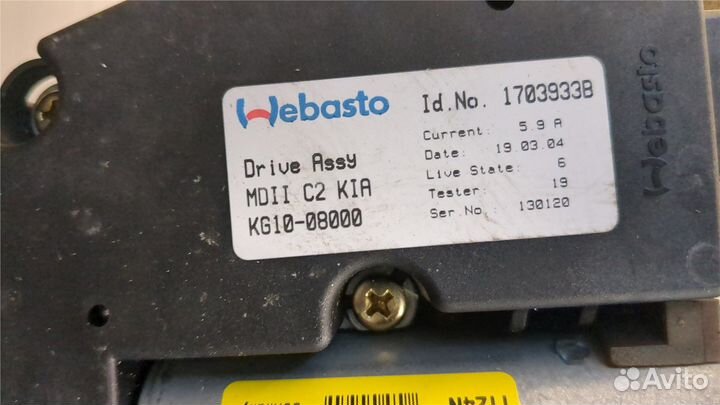 Webasto
Id.No. 1703933B
Current: 5.9 A
Date: 19.03.04
Live State: 6
Tester: 19
Ser.No. 130120
Drive Assy
MDII C2 KIA
KG10-08000
Webasto
Avito